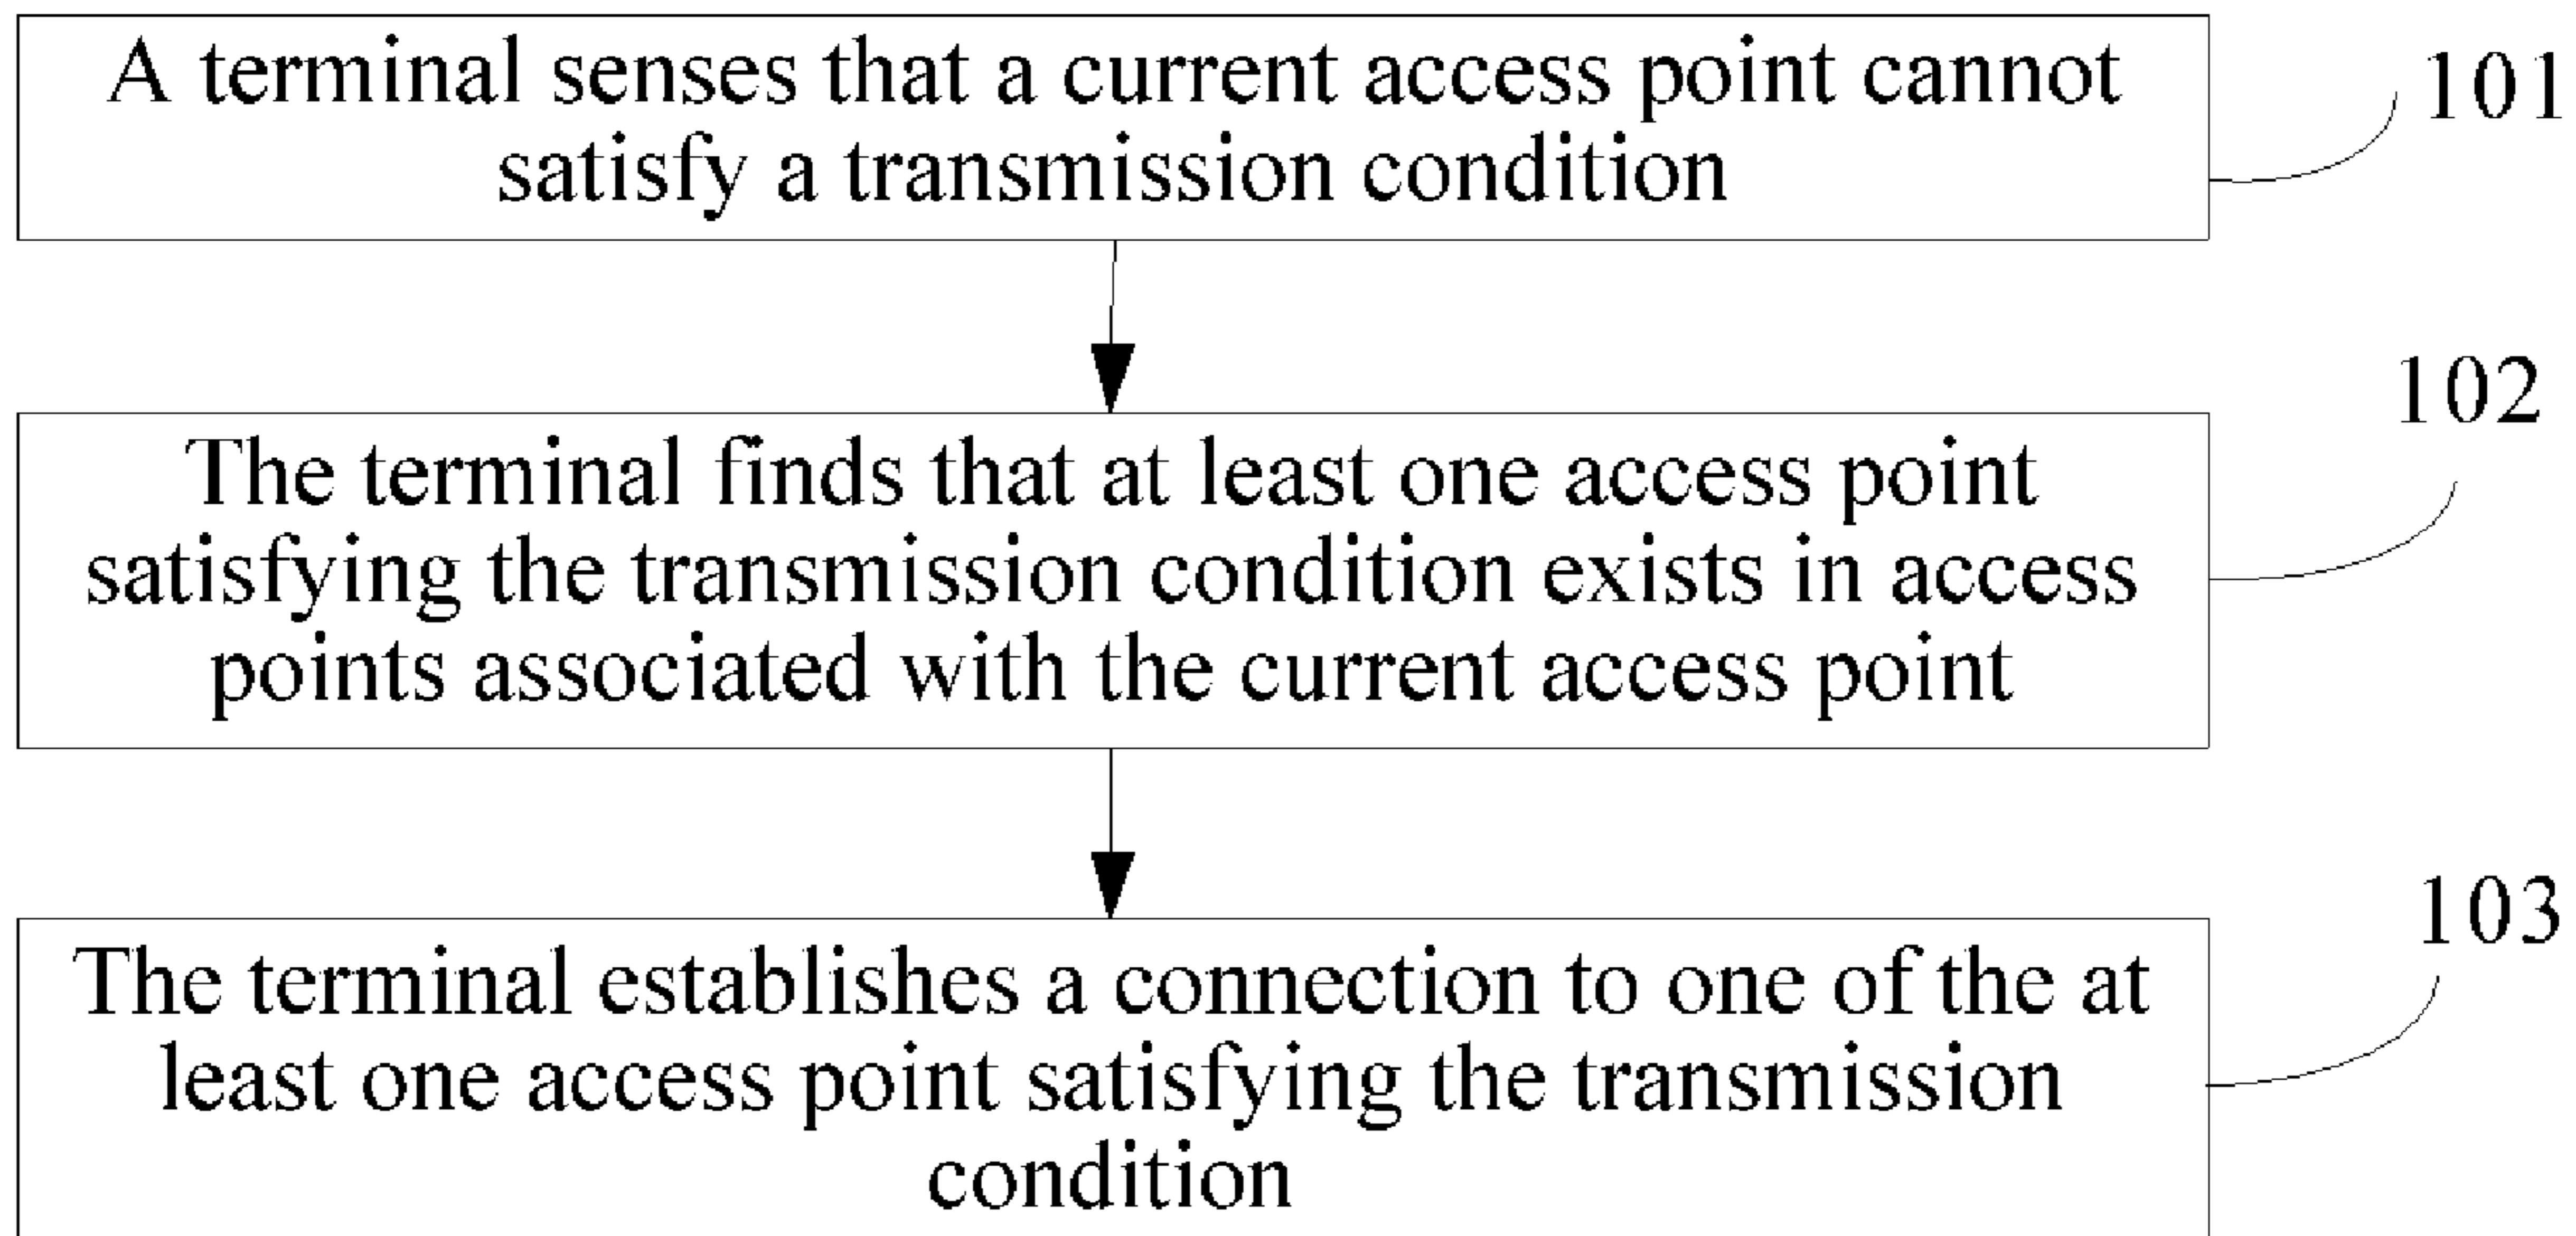 A terminal senses that a current access point cannot
satisfy a transmission condition
101
The terminal finds that at least one access point
satisfying the transmission condition exists in access
points associated with the current access point
102
The terminal establishes a connection to one of the at
least one access point satisfying the transmission
condition
103